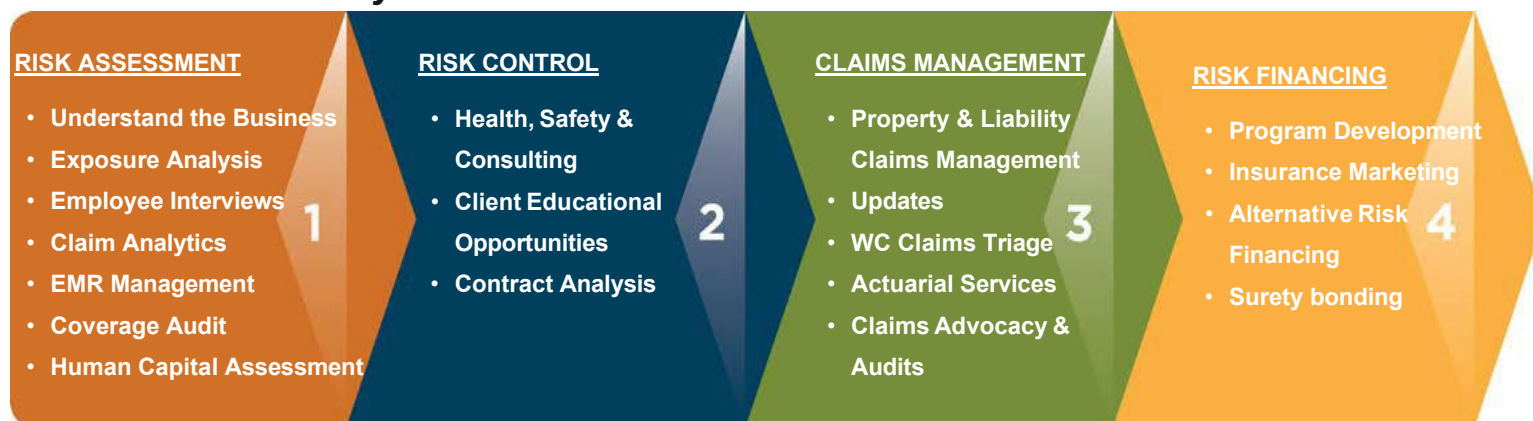 RISK ASSESSMENT
• Understand the Business
• Exposure Analysis
• Employee Interviews
• Claim Analytics
• EMR Management
• Coverage Audit
• Human Capital Assessment
1
RISK CONTROL
• Health, Safety &
Consulting
• Client Educational
Opportunities
• Contract Analysis
2
CLAIMS MANAGEMENT
• Property & Liability
Claims Management
• Updates
• WC Claims Triage
• Actuarial Services
• Claims Advocacy &
Audits
3
RISK FINANCING
• Program Development
• Insurance Marketing
• Alternative Risk
Financing
• Surety bonding
4